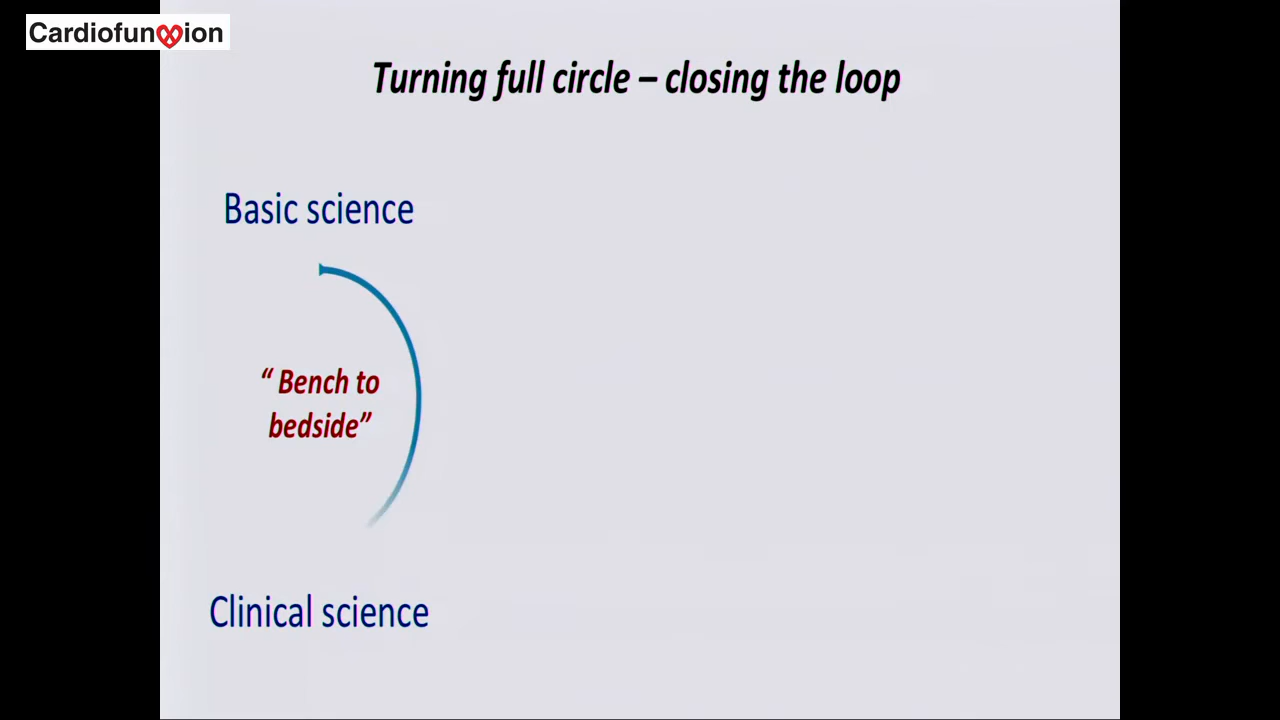 Cardiofunxion
Turning full circle – closing the loop
Basic science
“ Bench to
bedside”
Clinical science